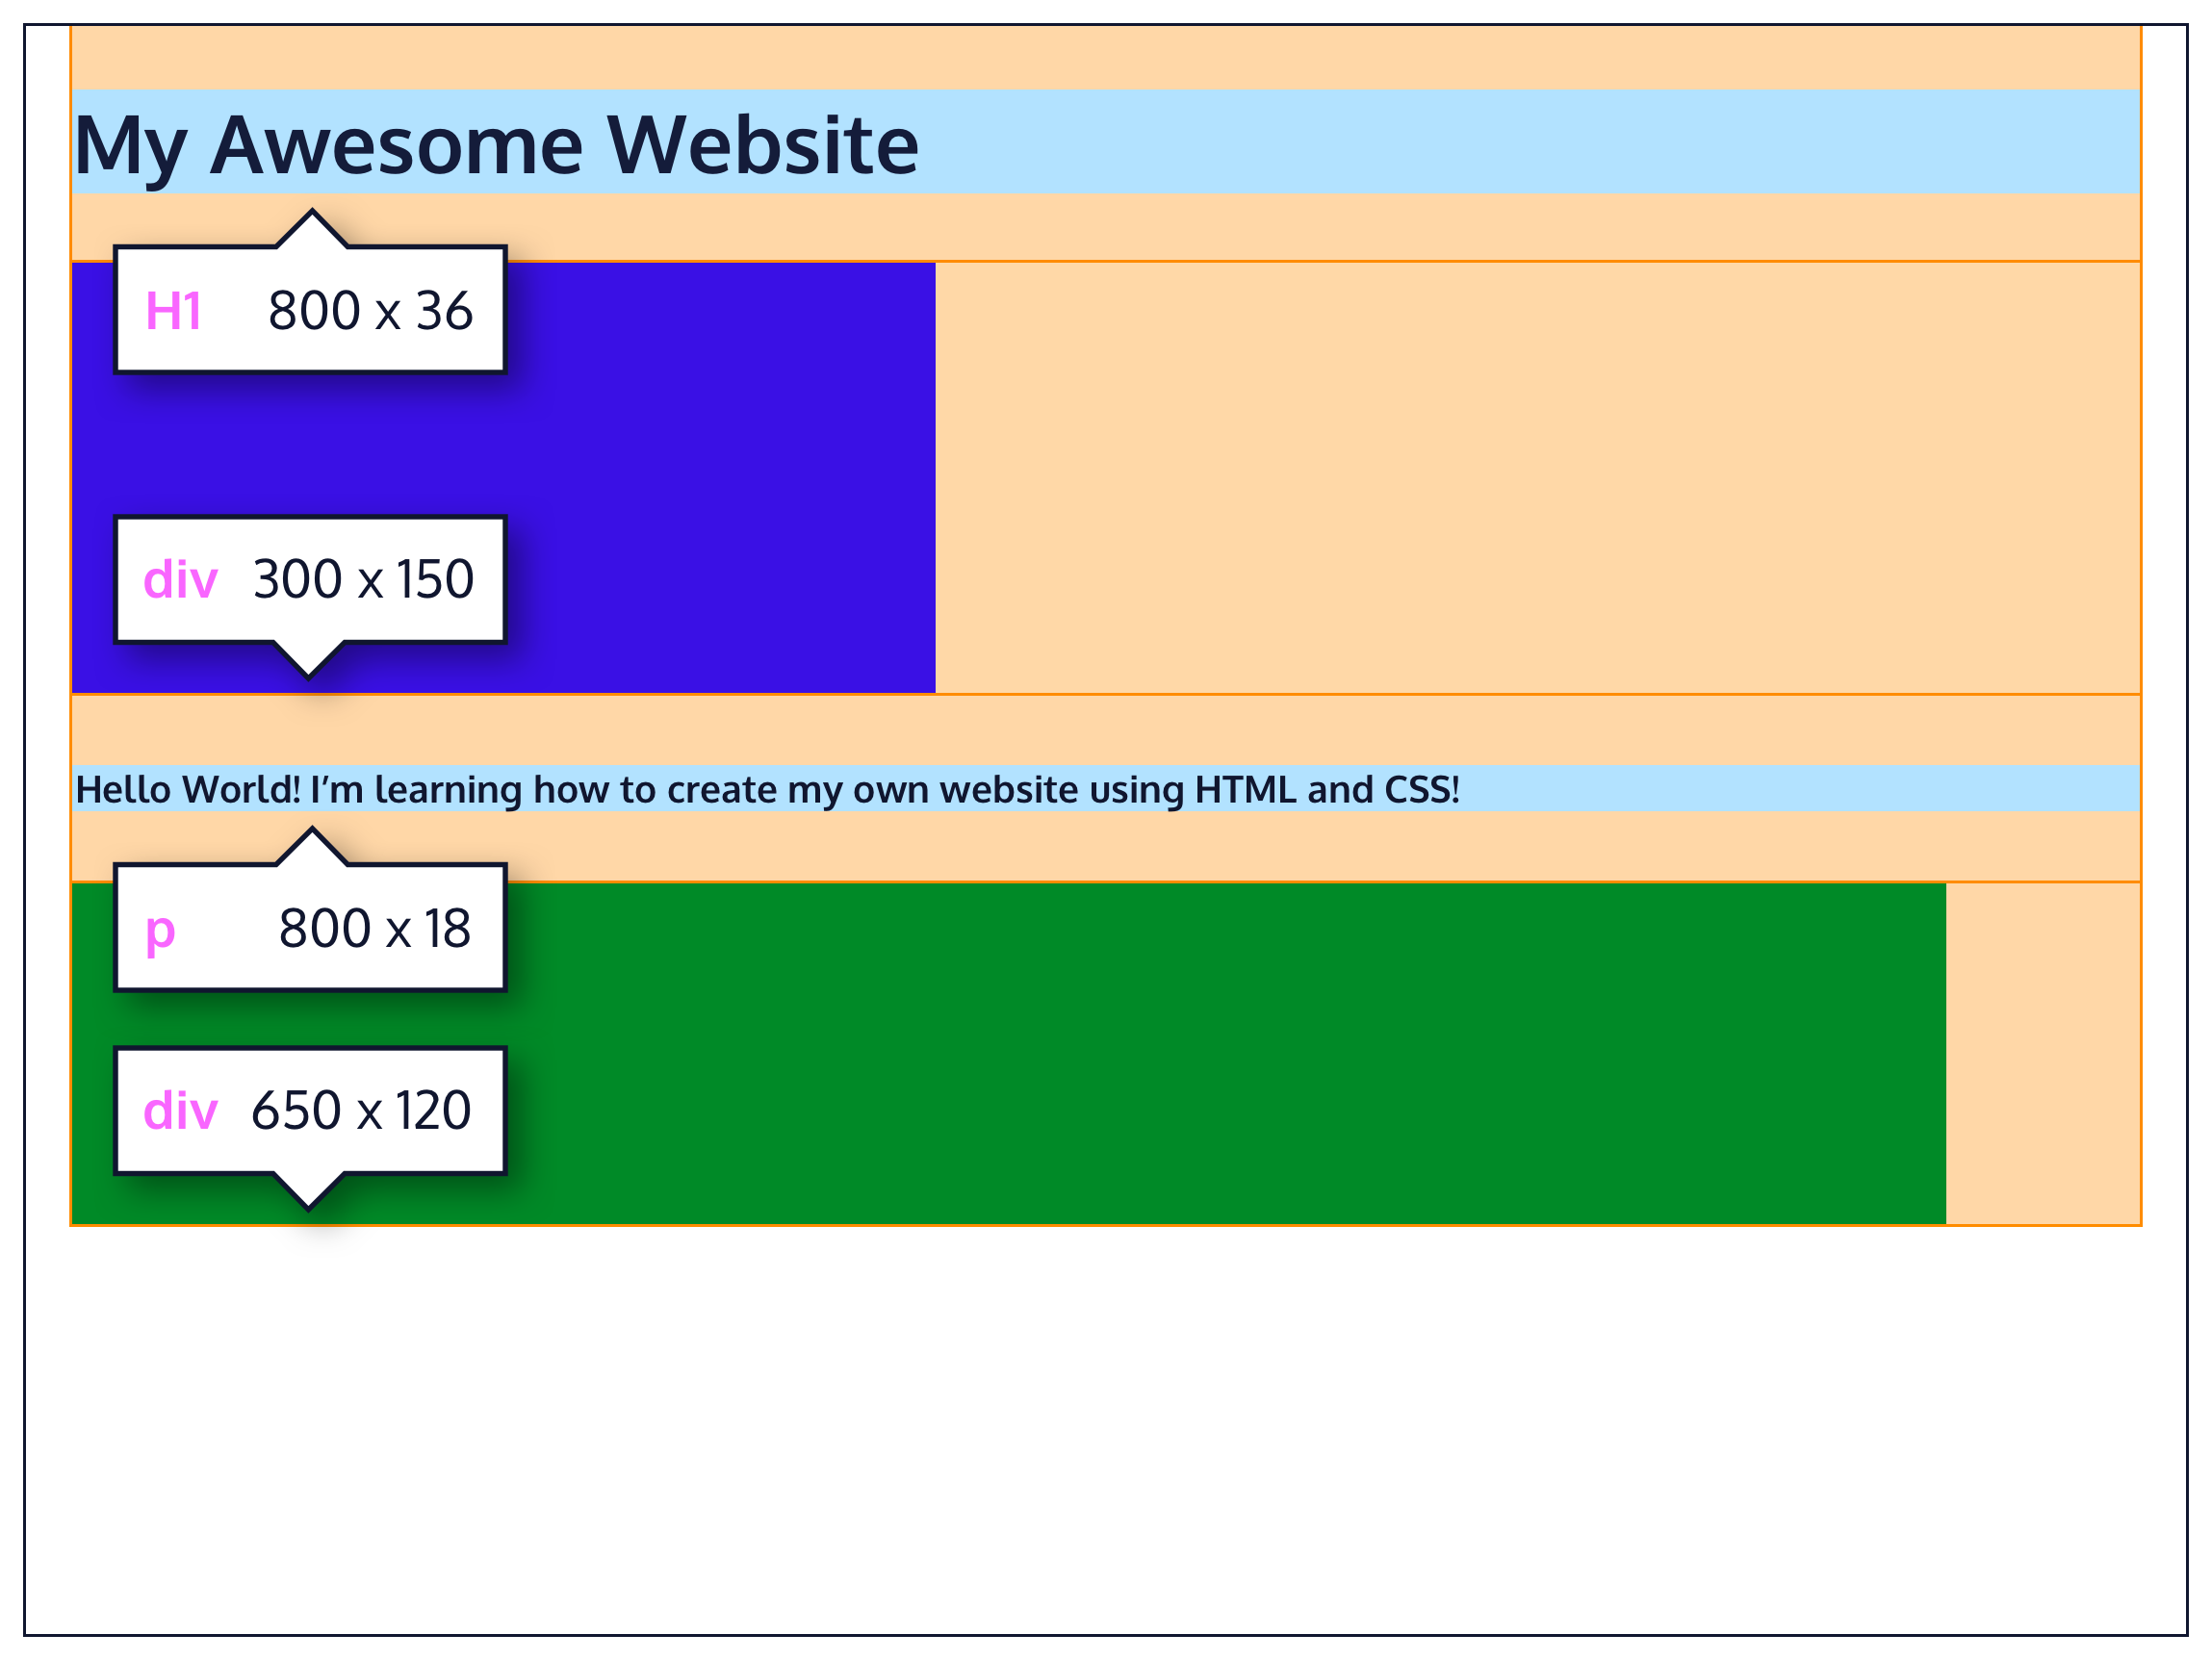 My Awesome Website
H1 800 x 36
div 300 x 150
Hello World! I’m learning how to create my own website using HTML and CSS!
p 800 x 18
div 650 x 120